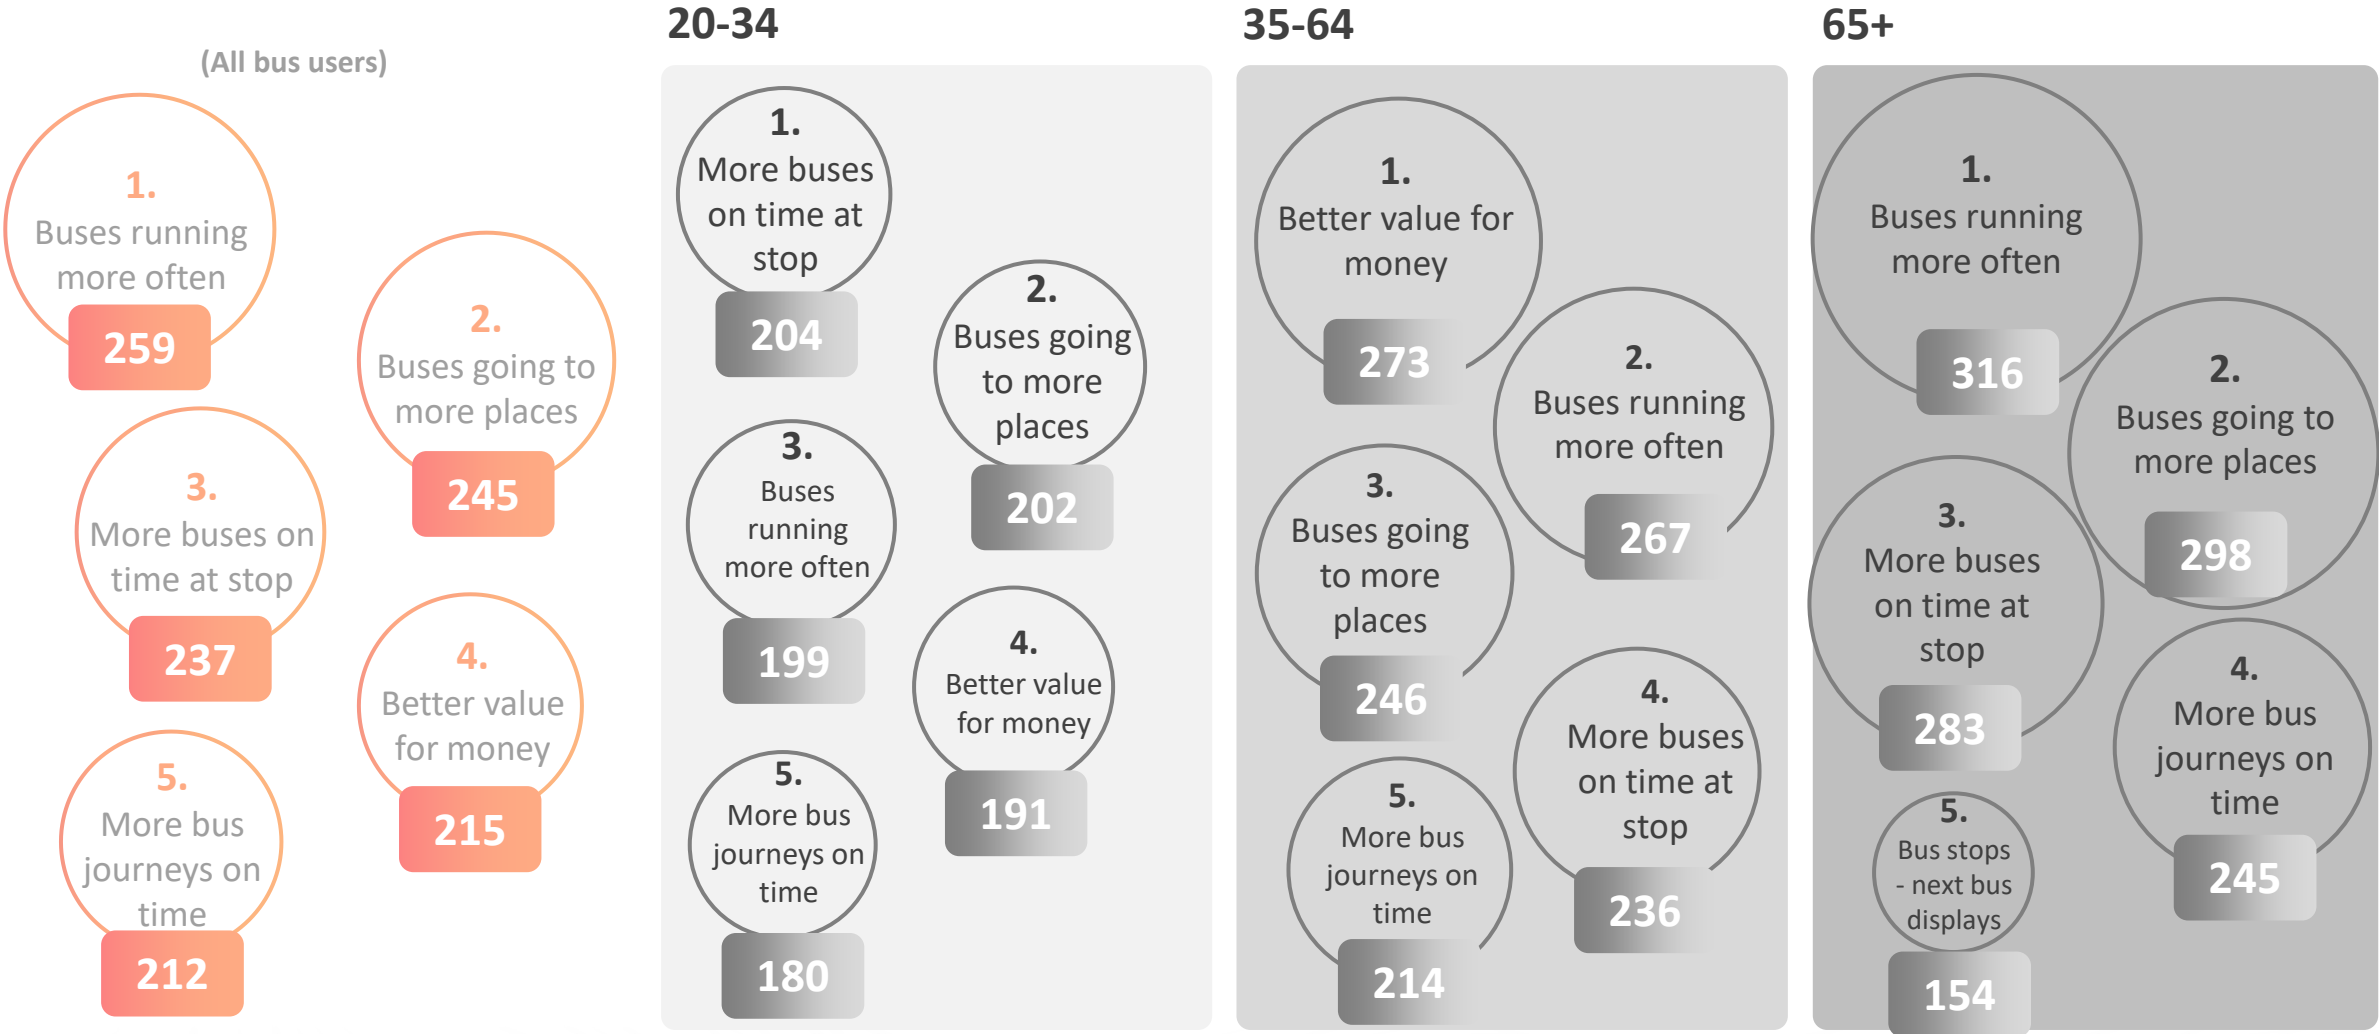 (All bus users)
1.
Buses running
more often
259
2.
Buses going to
more places
245
3.
More buses on
time at stop
237
4.
Better value
for money
215
5.
More bus
journeys on
time
212
20-34
1.
More buses
on time at
stop
204
2.
Buses going
to more
places
202
3.
Buses
running
more often
199
4.
Better value
for money
191
5.
More bus
journeys on
time
180
35-64
1.
Better value for
money
273
2.
Buses running
more often
267
3.
Buses going
to more
places
246
4.
More buses
on time at
stop
236
5.
More bus
journeys on
time
214
65+
1.
Buses running
more often
316
2.
Buses going to
more places
298
3.
More buses
on time at
stop
283
4.
More bus
journeys on
time
245
5.
Bus stops
- next bus
displays
154